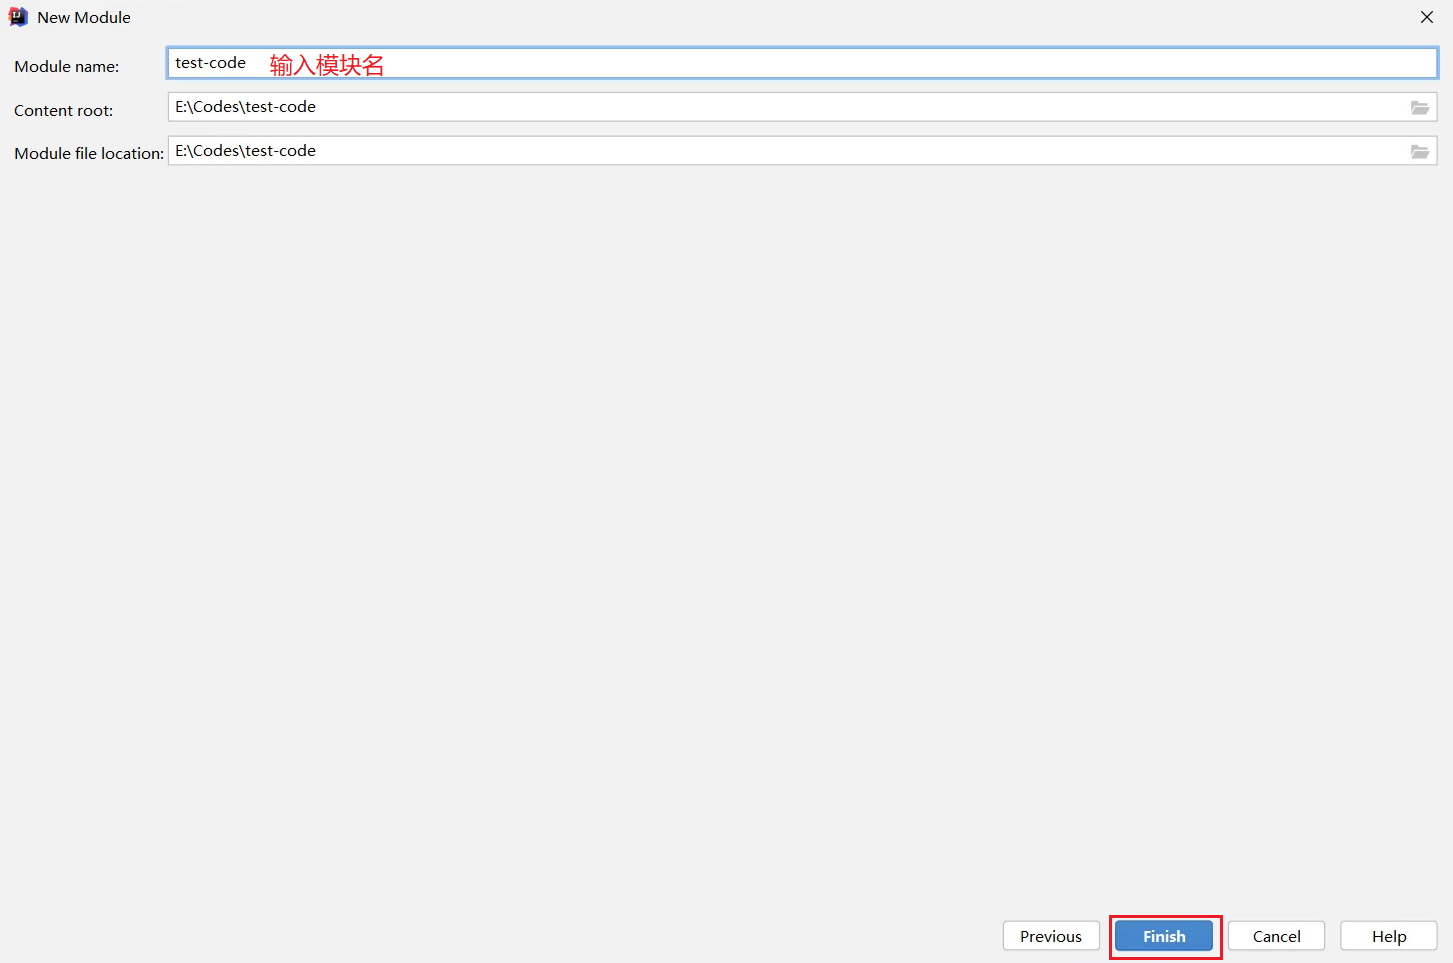 New Module
Module name: test-code 输入模块名
Content root: E:\Codes\test-code
Module file location: E:\Codes\test-code
Previous Finish Cancel Help